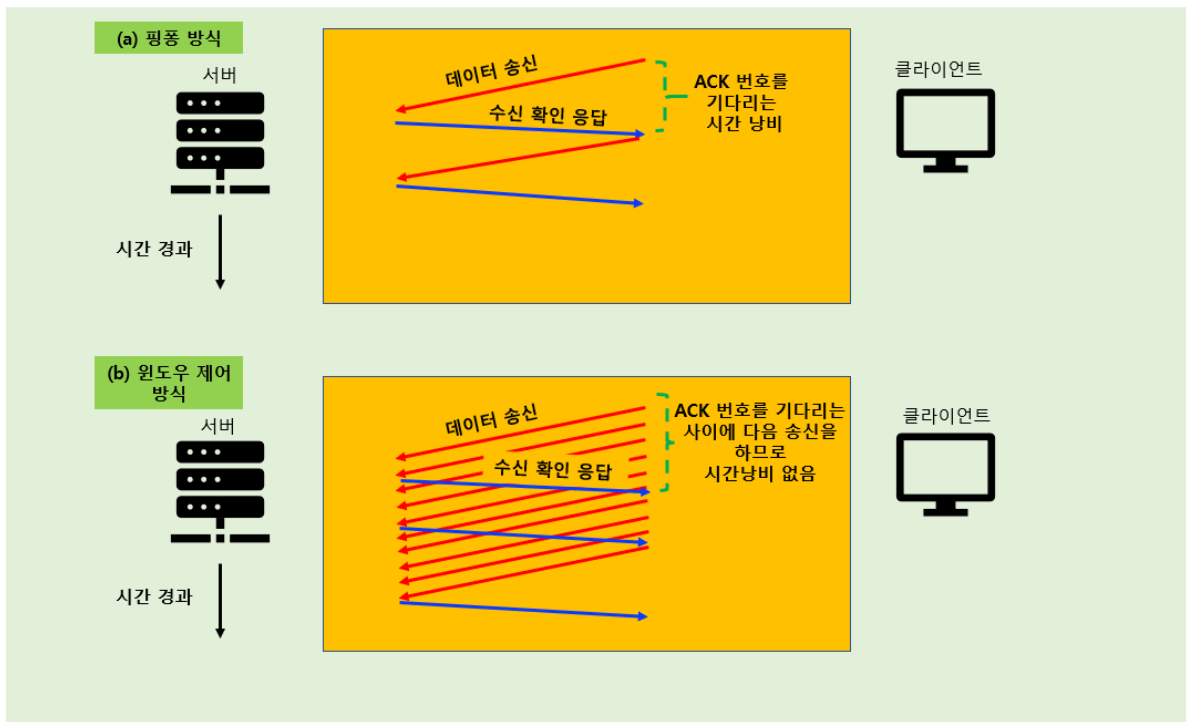 (a) 핑퐁 방식
서버
데이터 송신
수신 확인 응답
ACK 번호를
기다리는
시간 낭비
클라이언트
시간 경과
(b) 윈도우 제어
방식
서버
데이터 송신
수신 확인 응답
ACK 번호를 기다리는
사이에 다음 송신을
하므로
시간낭비 없음
클라이언트
시간 경과